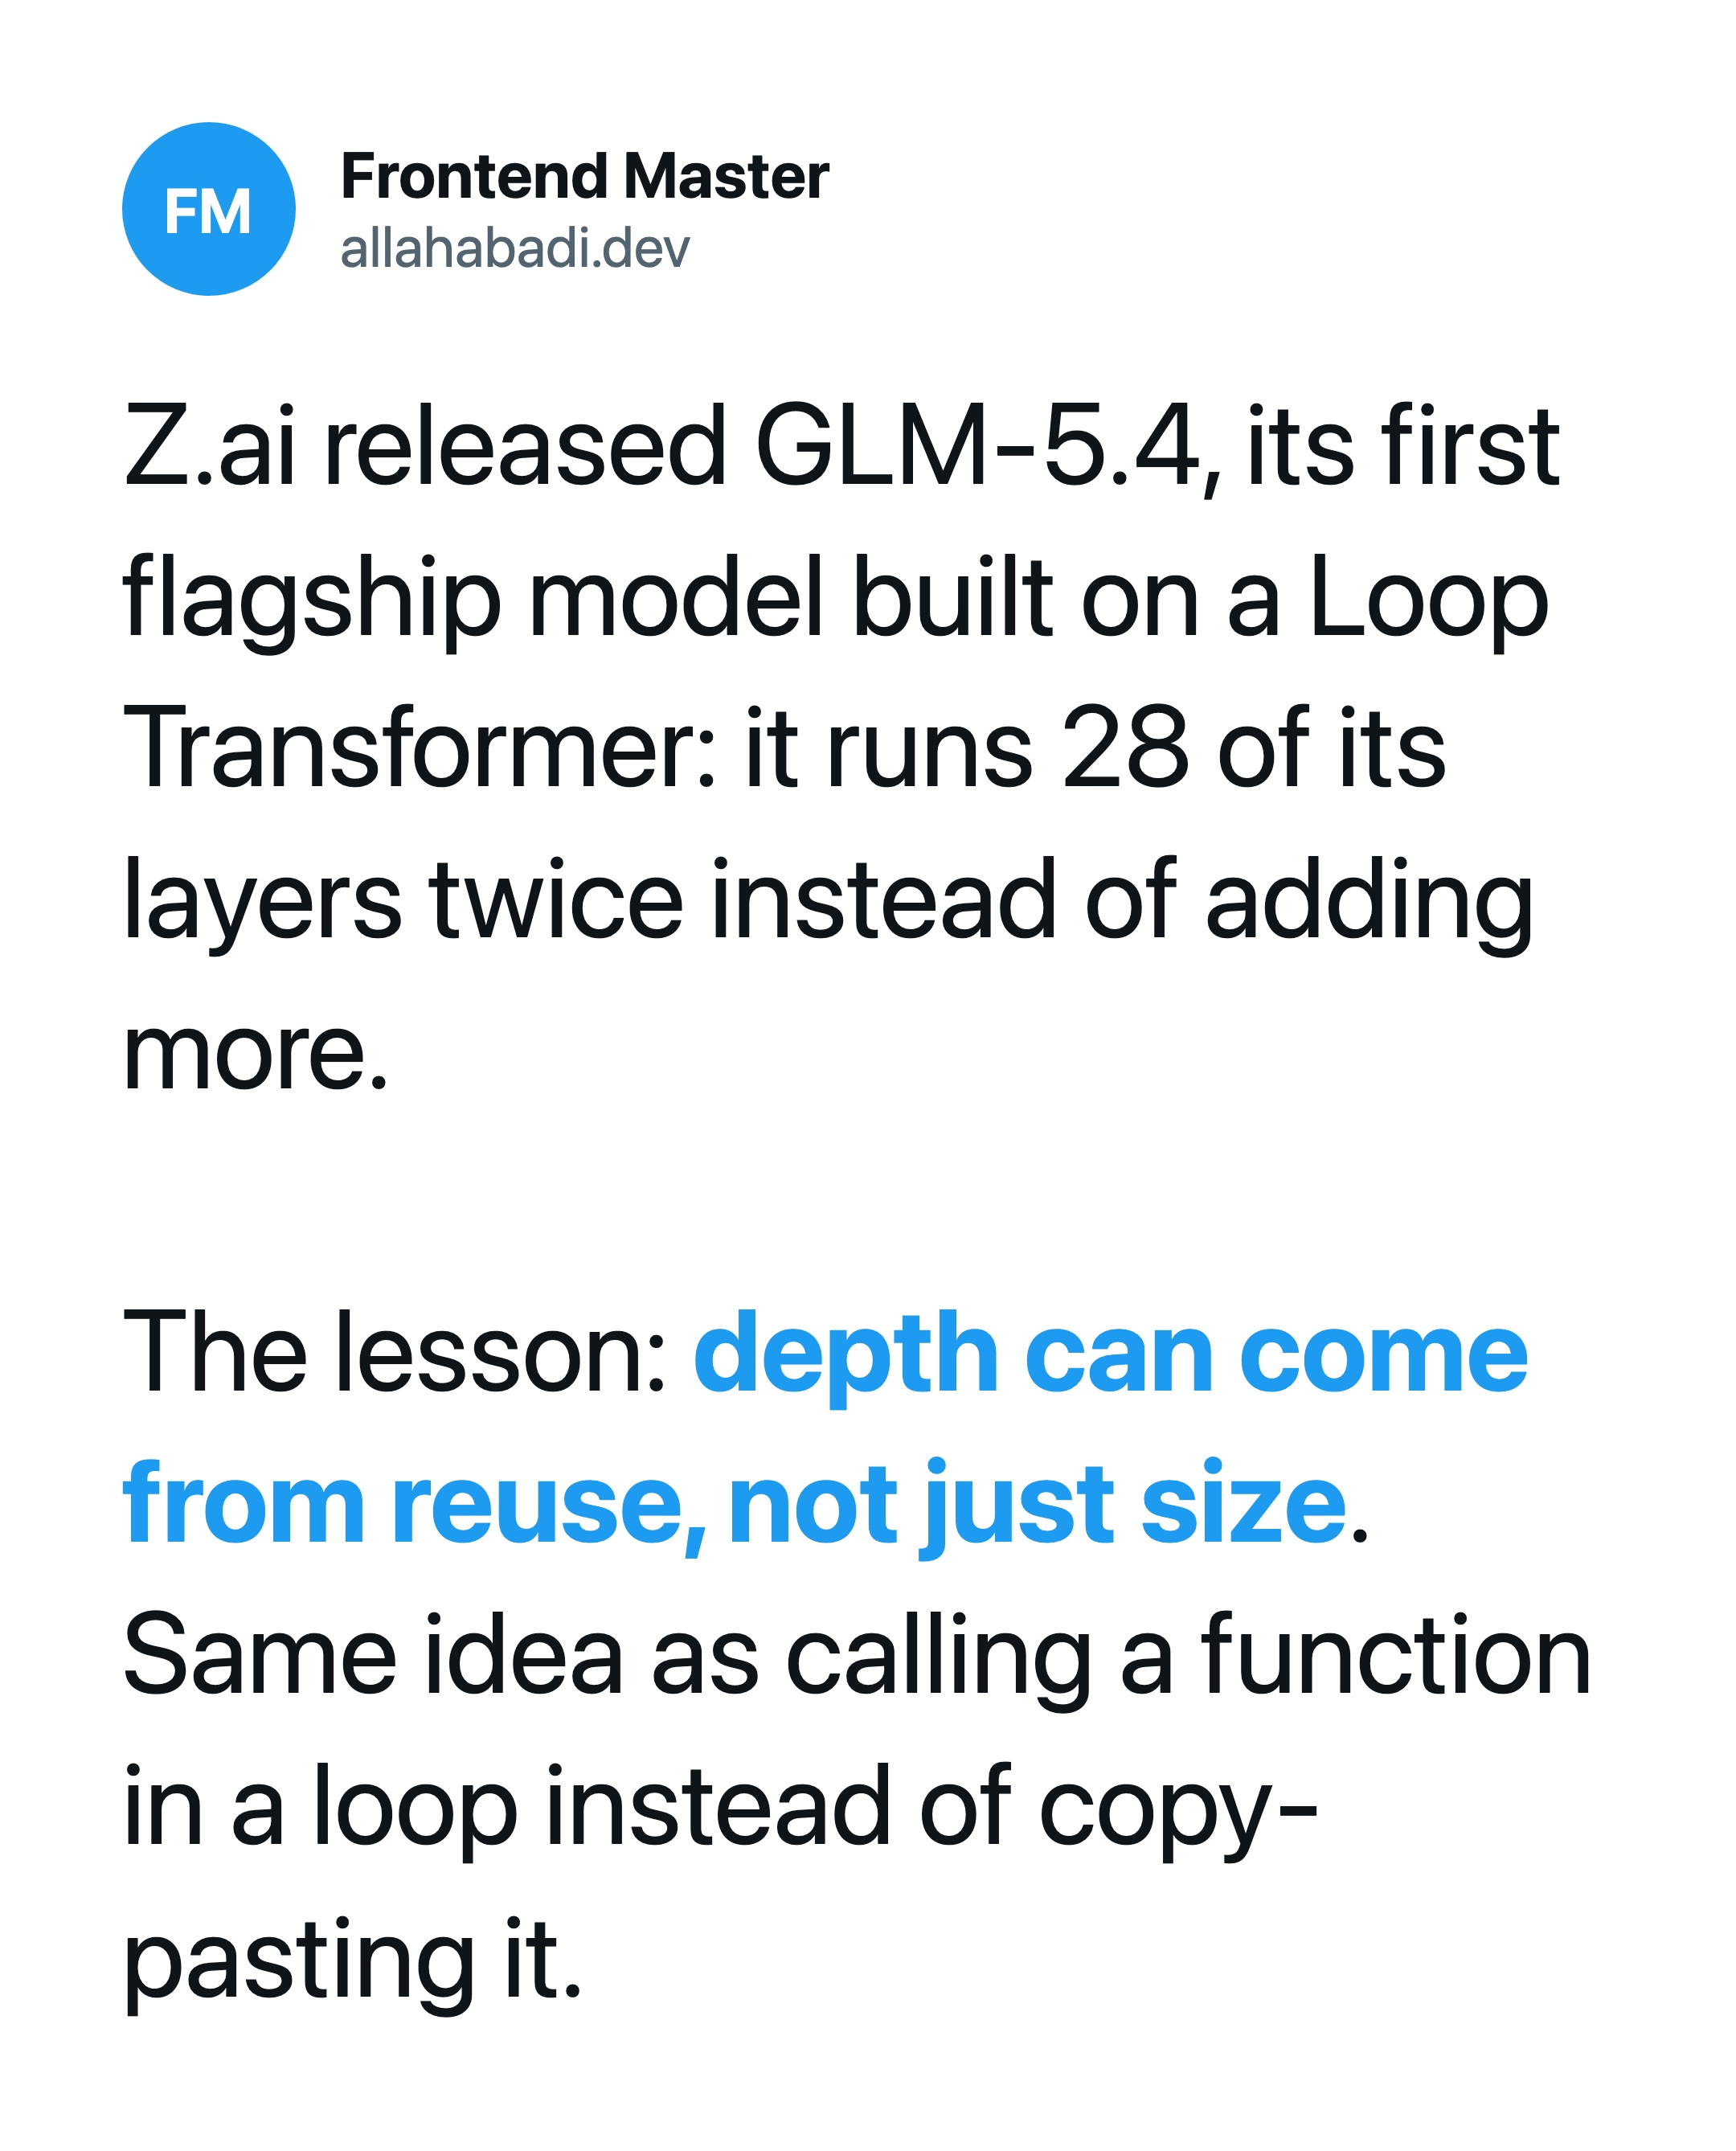 FM
Frontend Master
allahabadi.dev
Z.ai released GLM-5.4, its first
flagship model built on a Loop
Transformer: it runs 28 of its
layers twice instead of adding
more.
The lesson: depth can come
from reuse, not just size.
Same idea as calling a function
in a loop instead of copy-
pasting it.